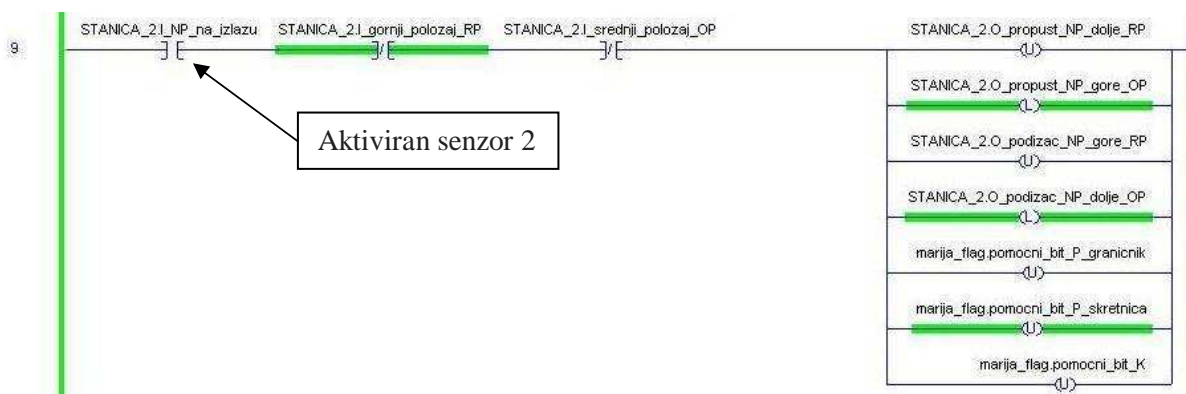 STANICA_2.I_NP_na_izlazu STANICA_2.I_gornji_polozaj_RP STANICA_2.I_srednji_polozaj_OP STANICA_2.O_propust_NP_dolje_RP
9
(U)
STANICA_2.O_propust_NP_gore_OP
(L)
Aktiviran senzor 2
STANICA_2.O_podizac_NP_gore_RP
(U)
STANICA_2.O_podizac_NP_dolje_OP
(L)
marija_flag.pomocni_bit_P_granicnik
(U)
marija_flag.pomocni_bit_P_skretnica
(U)
marija_flag.pomocni_bit_K
(U)